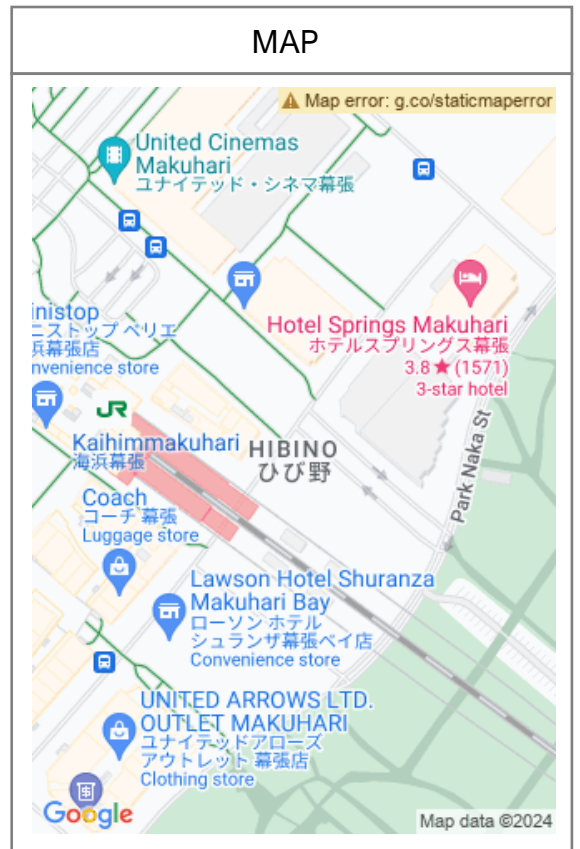 MAP
Map error: g.co/staticmaperror
United Cinemas
Makuhari
ユナイテッド・シネマ幕張
inistop
ニストップ ペリエ
浜幕張店
nvenience store
Hotel Springs Makuhari
ホテルスプリングス幕張
3.8★(1571)
3-star hotel
JR
Kaihimmakuhari
海浜幕張
HIBINO
ひび野
Park Naka St
Coach
コーチ 幕張
Luggage store
Lawson Hotel Shuranza
Makuhari Bay
ローソン ホテル
シュランザ幕張ベイ店
Convenience store
UNITED ARROWS LTD.
OUTLET MAKUHARI
ユナイテッドアローズ
アウトレット 幕張店
Clothing store
Google
Map data ©2024